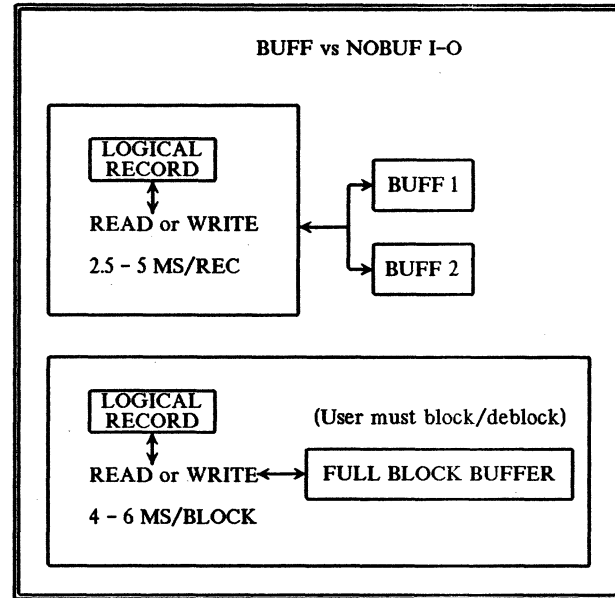 BUFF vs NOBUF I-O
LOGICAL
RECORD
READ or WRITE
2.5 - 5 MS/REC
BUFF 1
BUFF 2
LOGICAL
RECORD
(User must block/deblock)
READ or WRITE
FULL BLOCK BUFFER
4 - 6 MS/BLOCK